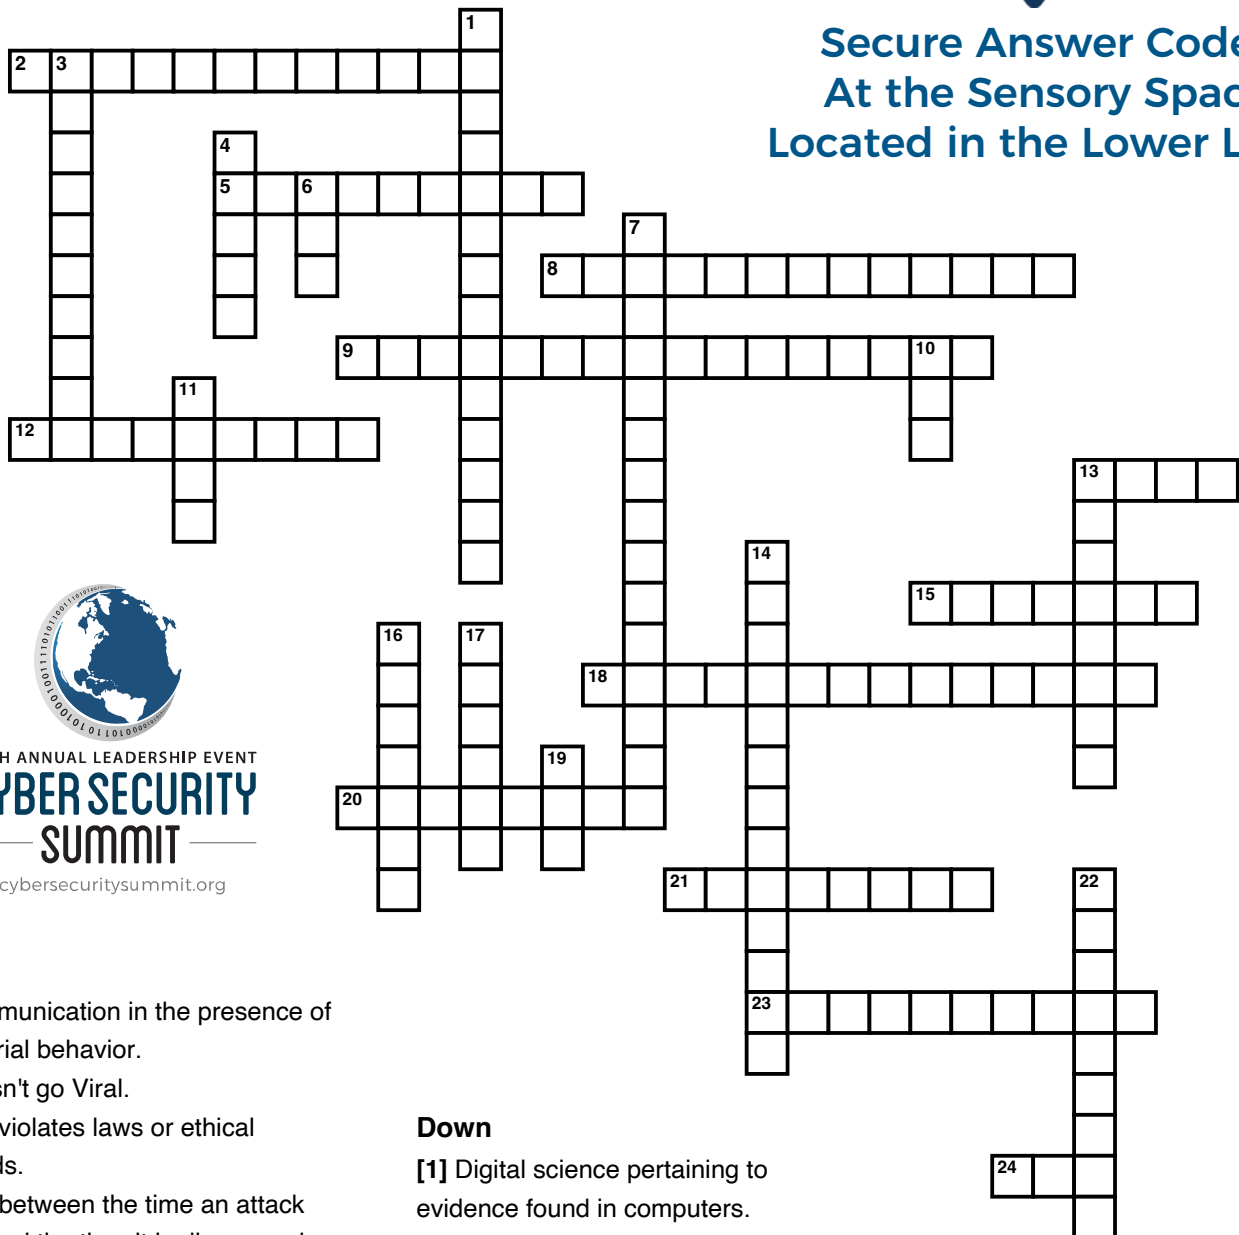 1
Secure Answer Code
At the Sensory Spac
Located in the Lower L
2 3
4
5 6
7
8
9 10
11
12
13
14
15
16 17
18
19
20
21 22
23
24
H ANNUAL LEADERSHIP EVENT
YBER SECURITY
SUMMIT
cybersecuritysummit.org
munication in the presence of
rial behavior.
sn't go Viral.
violates laws or ethical
ds.
between the time an attack
Down
[1] Digital science pertaining to
evidence found in computers.